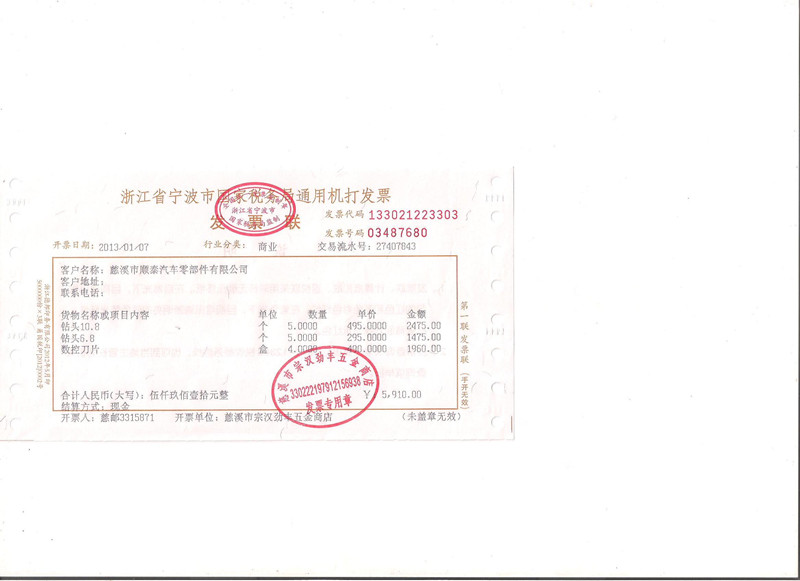 浙江省宁波市国家税务局通用机打发票
发票联
浙江省宁波市
国家税务局监制
发票代码 133021223303
发票号码 03487680
开票日期: 2013/01/07 行业分类: 商业 交易流水号: 27407843
客户名称: 慈溪市顺泰汽车零部件有限公司
客户地址:
联系电话:
货物名称或项目内容 单位 数量 单价 金额
钻头10.8 个 5.0000 495.0000 2475.00
钻头6.8 个 5.0000 295.0000 1475.00
数控刀片 盒 4.0000 490.0000 1960.00
慈溪市宗汉劲丰五金商店
330222197912156938
发票专用章
合计人民币(大写): 伍仟玖佰壹拾元整 Y: 5,910.00
结算方式: 现金
开票人: 慈邮3315871 开票单位: 慈溪市宗汉劲丰五金商店 (未盖章无效)
第一联 发票联 (手开无效)